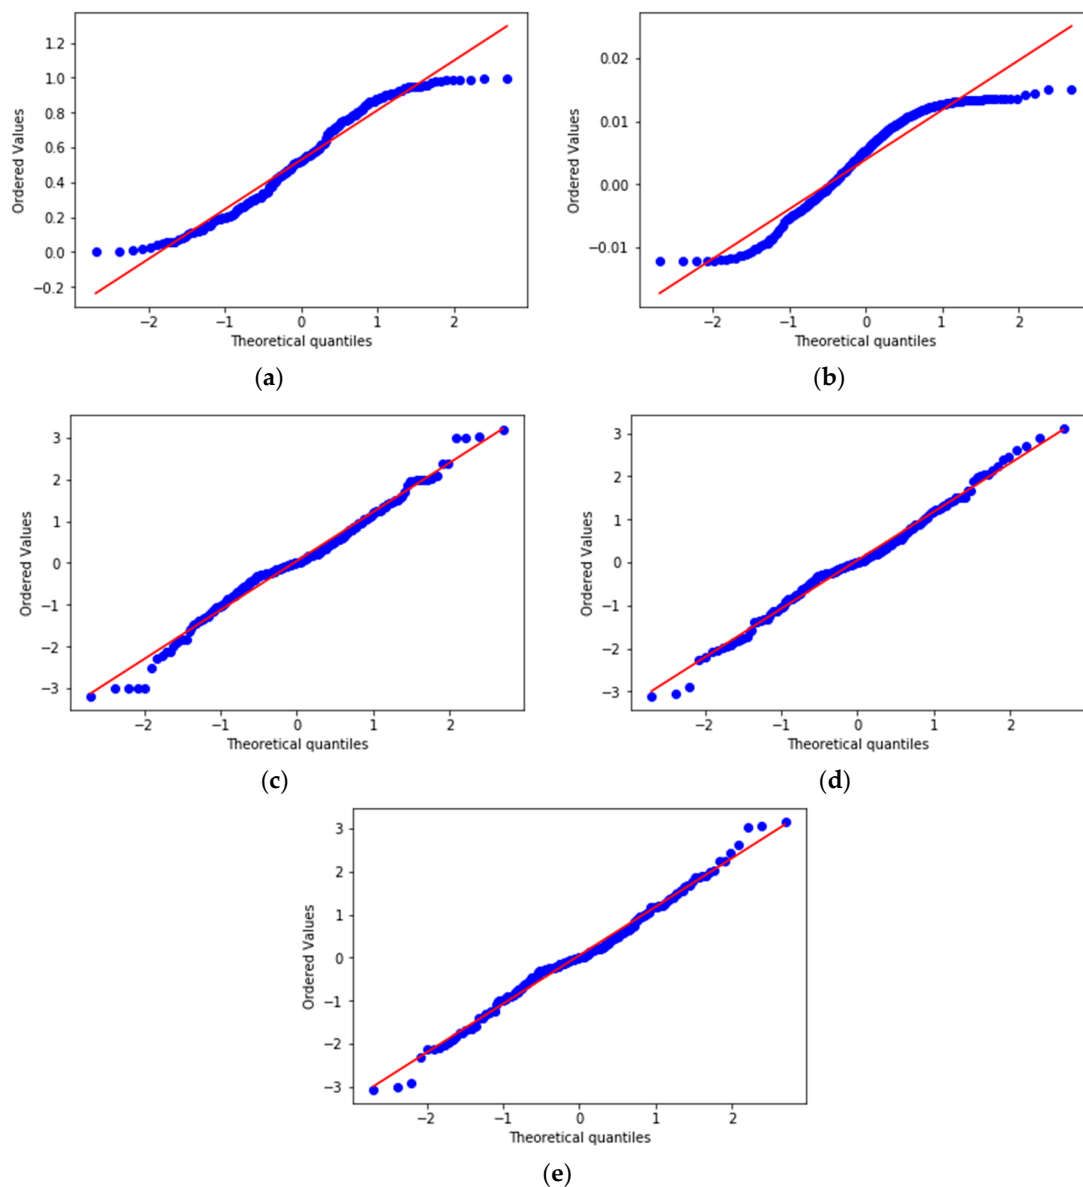 1.2
1.0
0.8
0.6
0.4
0.2
0.0
−0.2
Ordered Values
−2 −1 0 1 2
Theoretical quantiles
(a)
0.02
0.01
0.00
−0.01
Ordered Values
−2 −1 0 1 2
Theoretical quantiles
(b)
3
2
1
0
−1
−2
−3
Ordered Values
−2 −1 0 1 2
Theoretical quantiles
(c)
3
2
1
0
−1
−2
−3
Ordered Values
−2 −1 0 1 2
Theoretical quantiles
(d)
3
2
1
0
−1
−2
−3
Ordered Values
−2 −1 0 1 2
Theoretical quantiles
(e)